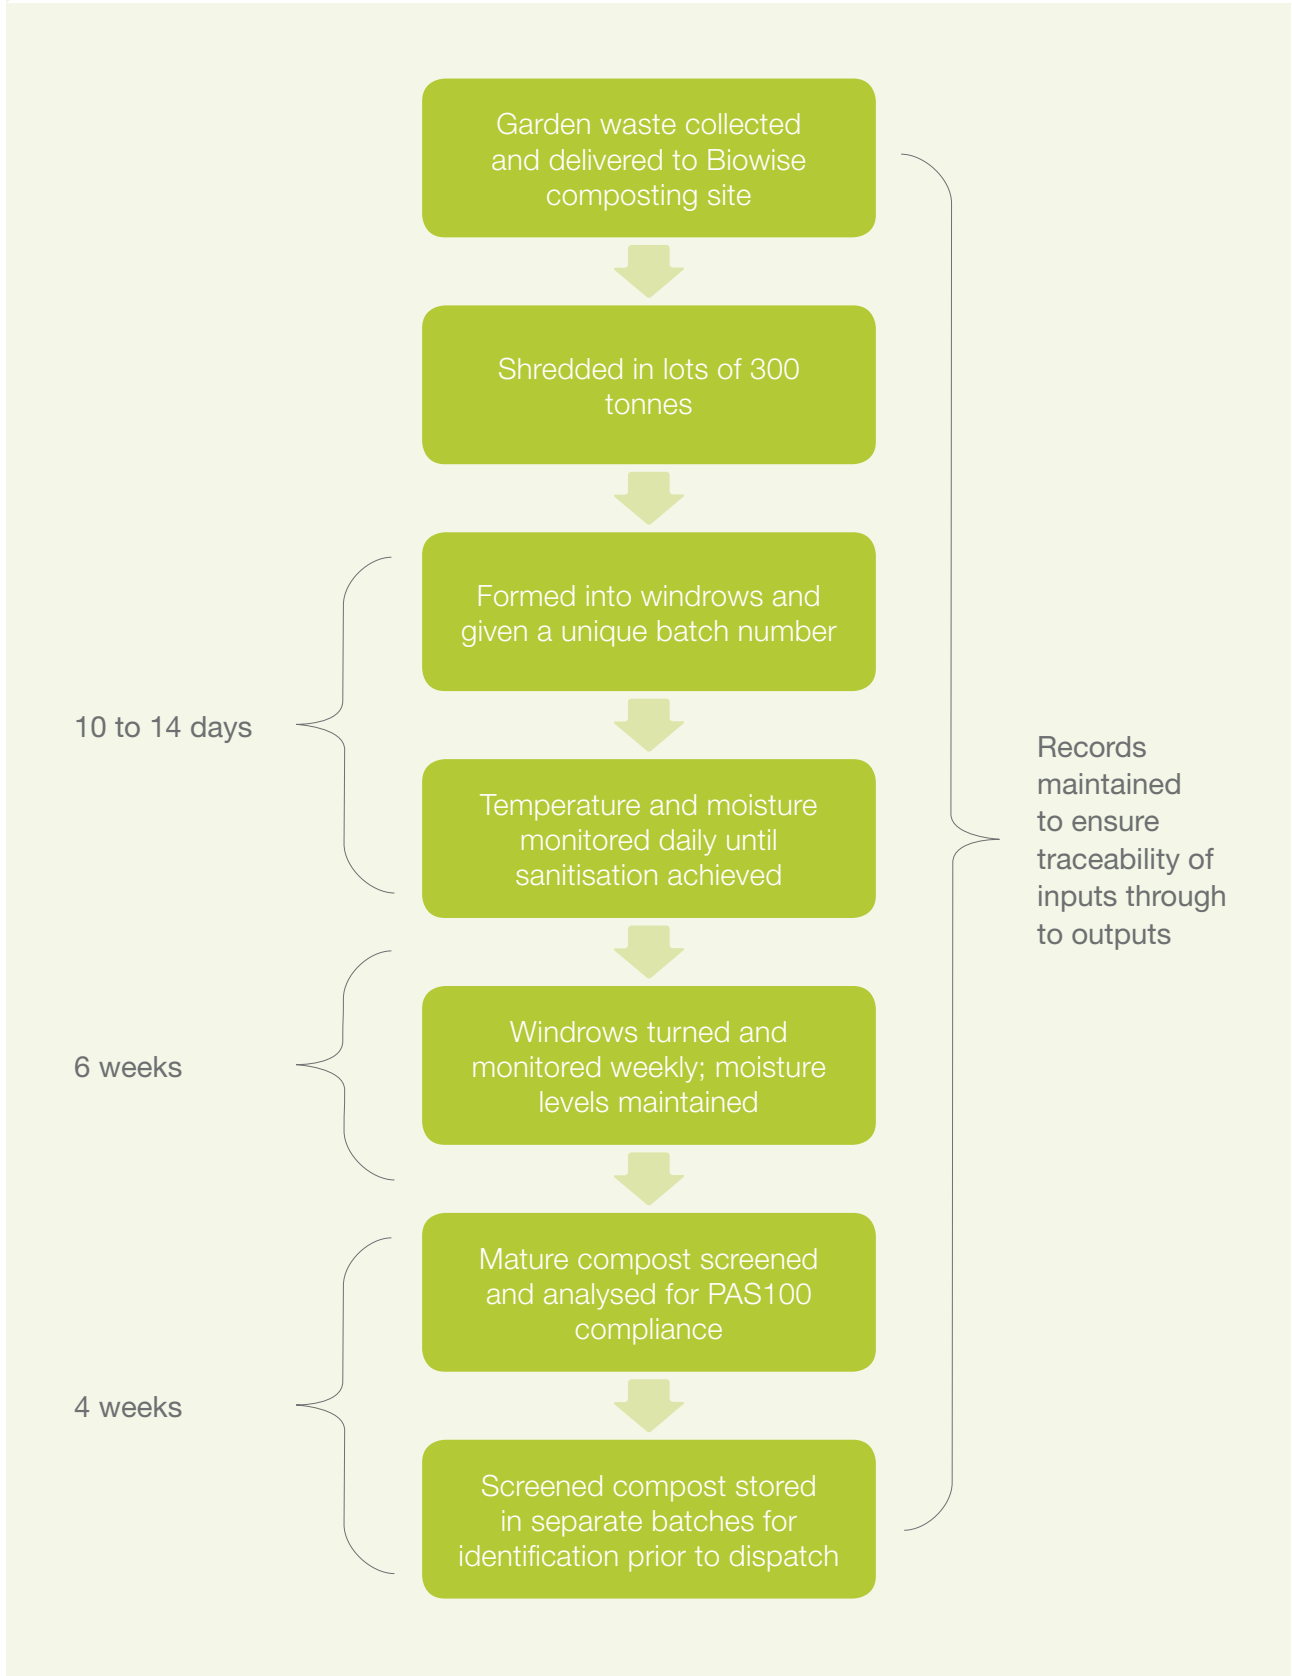 Garden waste collected
and delivered to Biowise
composting site
Shredded in lots of 300
tonnes
Formed into windrows and
given a unique batch number
10 to 14 days
Temperature and moisture
monitored daily until
sanitisation achieved
Records
maintained
to ensure
traceability of
inputs through
to outputs
Windrows turned and
monitored weekly; moisture
levels maintained
6 weeks
Mature compost screened
and analysed for PAS100
compliance
4 weeks
Screened compost stored
in separate batches for
identification prior to dispatch